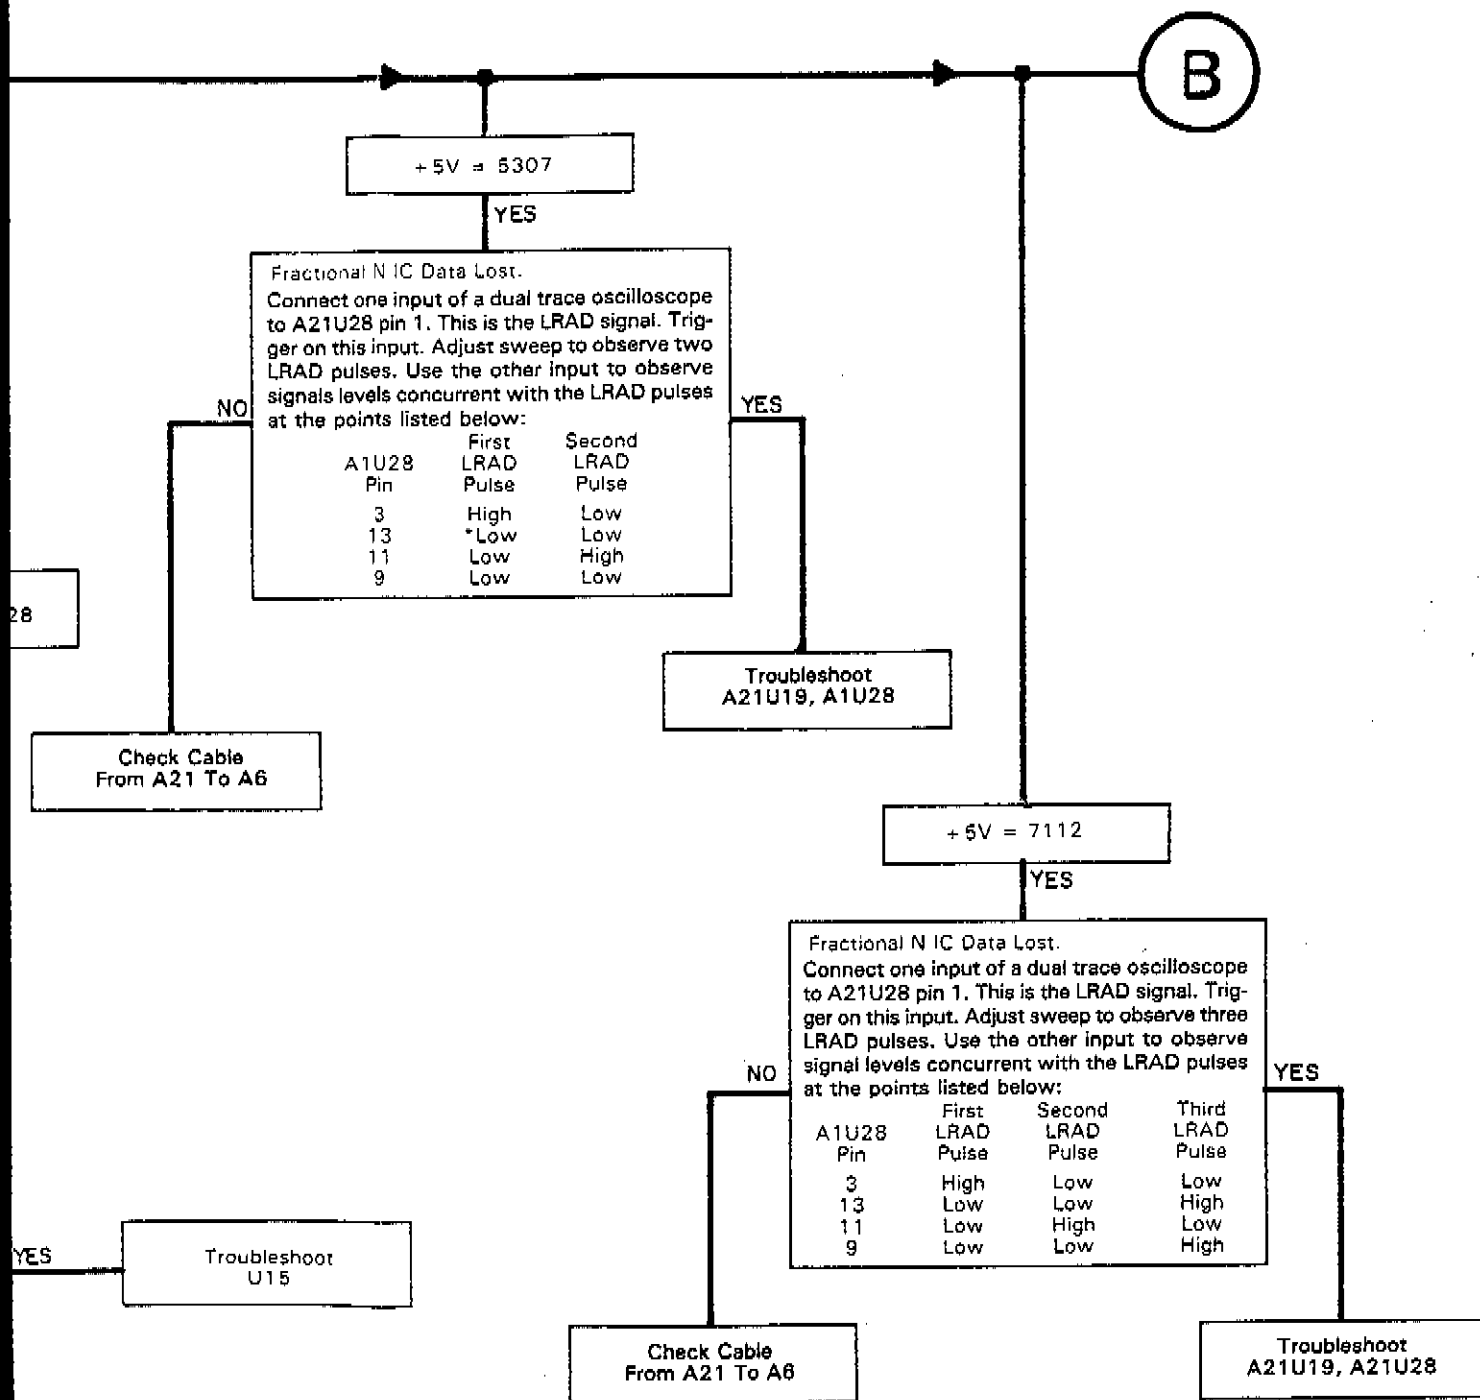 B
+5V = 5307
YES
Fractional N IC Data Lost.
Connect one input of a dual trace oscilloscope
to A21U28 pin 1. This is the LRAD signal. Trig-
ger on this input. Adjust sweep to observe two
LRAD pulses. Use the other input to observe
signals levels concurrent with the LRAD pulses
at the points listed below:
First Second
A1U28 LRAD LRAD
Pin Pulse Pulse
3 High Low
13 *Low Low
11 Low High
9 Low Low
NO
YES
28
Troubleshoot
A21U19, A1U28
Check Cable
From A21 To A6
+5V = 7112
YES
Fractional N IC Data Lost.
Connect one input of a dual trace oscilloscope
to A21U28 pin 1. This is the LRAD signal. Trig-
ger on this input. Adjust sweep to observe three
LRAD pulses. Use the other input to observe
signal levels concurrent with the LRAD pulses
at the points listed below:
First Second Third
A1U28 LRAD LRAD LRAD
Pin Pulse Pulse Pulse
3 High Low Low
13 Low Low High
11 Low High Low
9 Low Low High
NO
YES
YES
Troubleshoot
U15
Check Cable
From A21 To A6
Troubleshoot
A21U19, A21U28